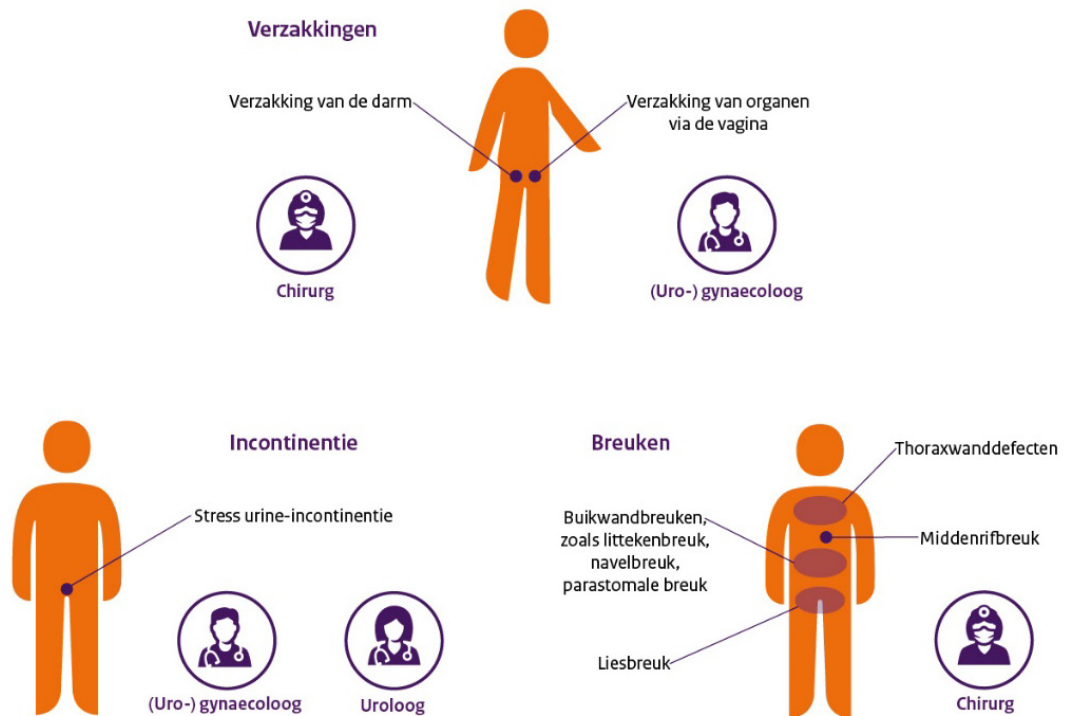 Verzakkingen
Verzakking van de darm
Verzakking van organen
via de vagina
Chirurg
(Uro-) gynaecoloog
Incontinentie
Stress urine-incontinentie
(Uro-) gynaecoloog
Uroloog
Breuken
Thoraxwanddefecten
Buikwandbreuken,
zoals littekenbreuk,
navelbreuk,
parastomale breuk
Middenrifbreuk
Liesbreuk
Chirurg